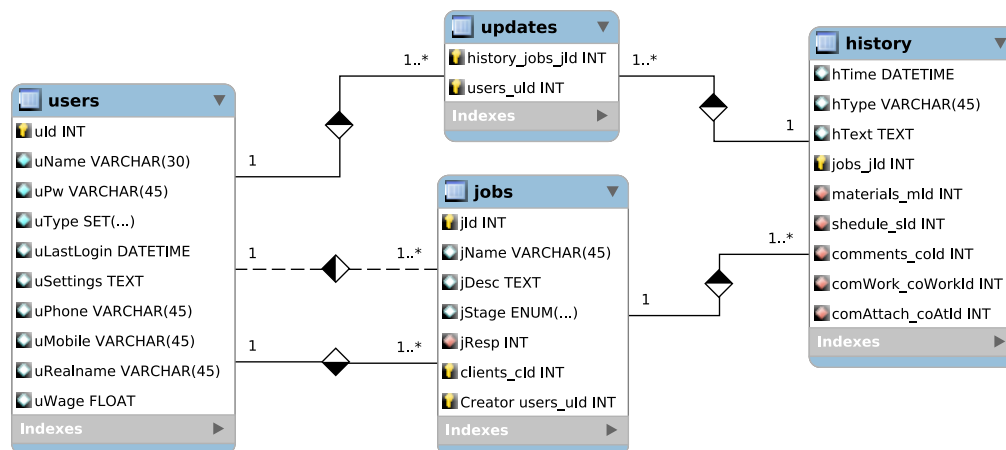 users
uId INT
uName VARCHAR(30)
uPw VARCHAR(45)
uType SET(...)
uLastLogin DATETIME
uSettings TEXT
uPhone VARCHAR(45)
uMobile VARCHAR(45)
uRealname VARCHAR(45)
uWage FLOAT
Indexes
1
1..*
1
1..*
1
1..*
updates
history_jobs_jId INT
users_uId INT
Indexes
1..*
1
jobs
jId INT
jName VARCHAR(45)
jDesc TEXT
jStage ENUM(...)
jResp INT
clients_cId INT
Creator users_uId INT
Indexes
1
1..*
history
hTime DATETIME
hType VARCHAR(45)
hText TEXT
jobs_jId INT
materials_mId INT
shedule_sId INT
comments_coId INT
comWork_coWorkId INT
comAttach_coAtId INT
Indexes